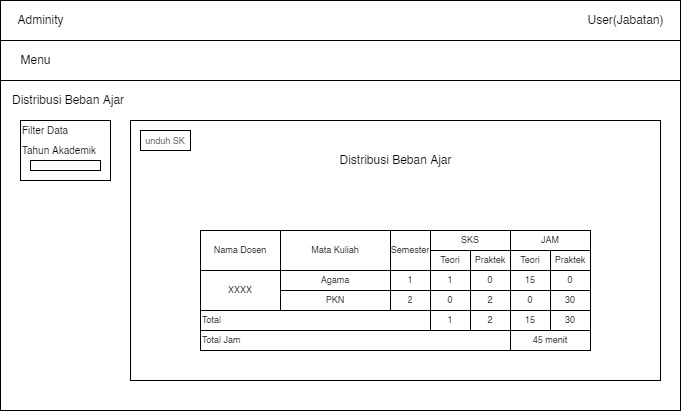 Adminity User(Jabatan)
Menu
Distribusi Beban Ajar
Filter Data
Tahun Akademik
unduh SK
Distribusi Beban Ajar
Nama Dosen Mata Kuliah Semester SKS JAM
Teori Praktek Teori Praktek
XXXX Agama 1 1 0 15 0
PKN 2 0 2 0 30
Total 1 2 15 30
Total Jam 45 menit